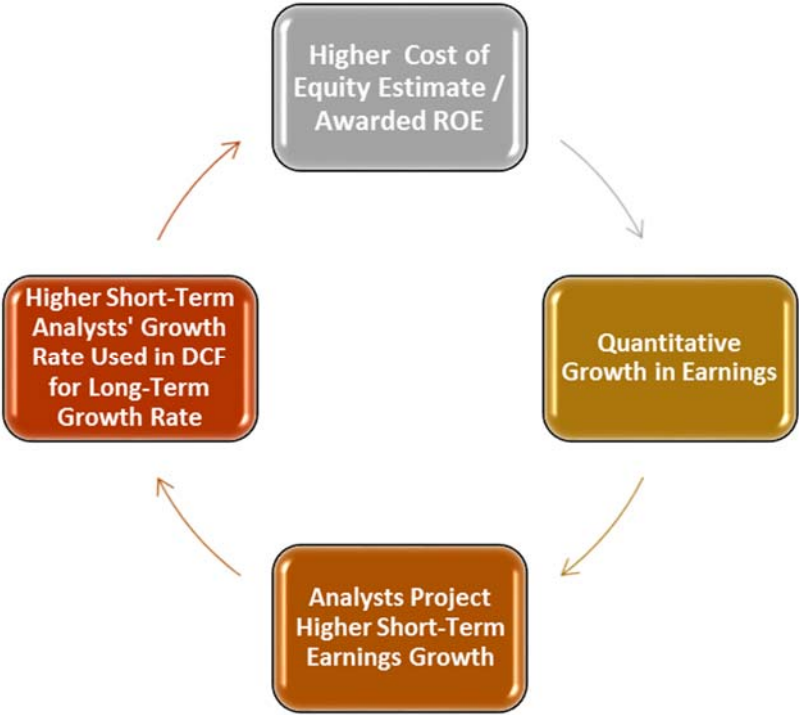 Higher Cost of
Equity Estimate /
Awarded ROE
Quantitative
Growth in Earnings
Analysts Project
Higher Short-Term
Earnings Growth
Higher Short-Term
Analysts' Growth
Rate Used in DCF
for Long-Term
Growth Rate